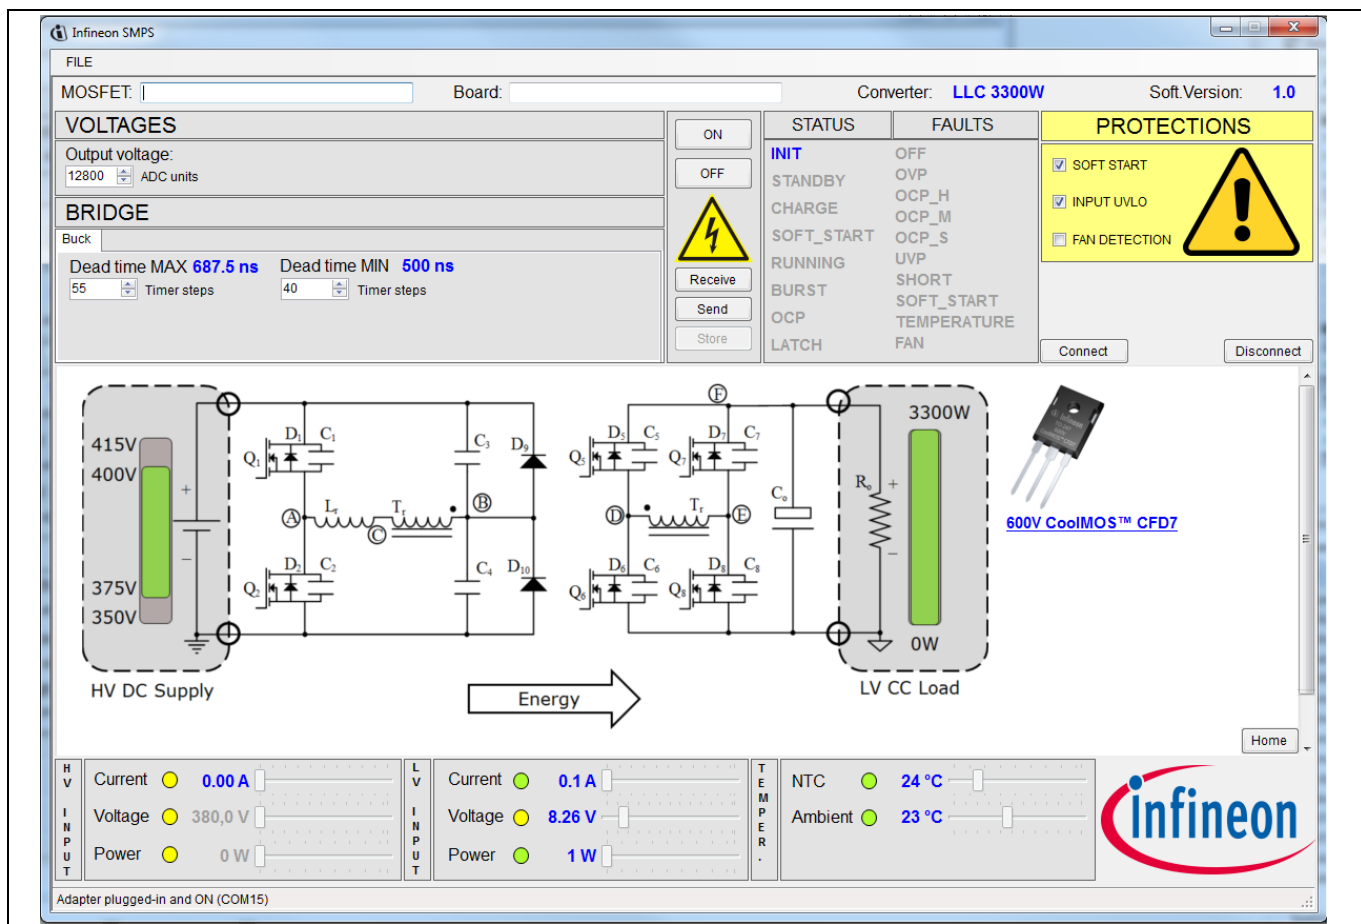 Infineon SMPS
FILE
MOSFET:
Board:
Converter: LLC 3300W
Soft.Version: 1.0
VOLTAGES
Output voltage:
12800 ADC units
BRIDGE
Buck
Dead time MAX 687.5 ns Dead time MIN 500 ns
55 Timer steps 40 Timer steps
ON
OFF
Receive
Send
Store
STATUS
INIT
STANDBY
CHARGE
SOFT_START
RUNNING
BURST
OCP
LATCH
FAULTS
OFF
OVP
OCP_H
OCP_M
OCP_S
UVP
SHORT
SOFT_START
TEMPERATURE
FAN
PROTECTIONS
SOFT START
INPUT UVLO
FAN DETECTION
Connect Disconnect
415V
400V
375V
350V
+
−
HV DC Supply
Q1 D1 C1
Q2 D2 C2
A Lr C Tr B
C3 D9
C4 D10
F
Q5 D5 C5 Q7 D7 C7
D Tr E
Q6 D6 C6 Q8 D8 C8
Co
Ro
+
−
3300W
0W
LV CC Load
Energy
600V CoolMOS™ CFD7
Home
HV INPUT
Current 0.00 A
Voltage 380,0 V
Power 0 W
LV INPUT
Current 0.1 A
Voltage 8.26 V
Power 1 W
TEMPER.
NTC 24 °C
Ambient 23 °C
infineon
Adapter plugged-in and ON (COM15)